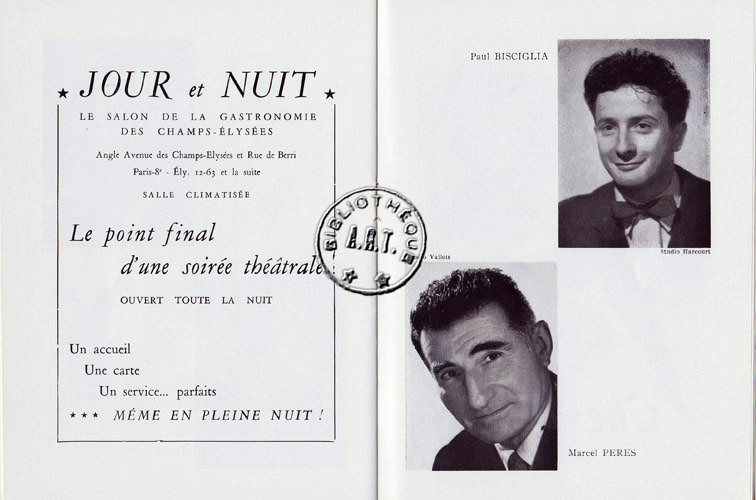 ★ JOUR et NUIT ★
LE SALON DE LA GASTRONOMIE
DES CHAMPS-ÉLYSÉES
Angle Avenue des Champs-Elysées et Rue de Berri
Paris-8e - Ély. 12-63 et la suite
SALLE CLIMATISÉE
Le point final
d'une soirée théâtrale
OUVERT TOUTE LA NUIT
Un accueil
Une carte
Un service... parfaits
★ ★ ★ MÉME EN PLEINE NUIT !
BIBLIOTHÈQUE
A.R.T.
Paul BISCIGLIA
Studio Harcourt
Vallois
Marcel PERES